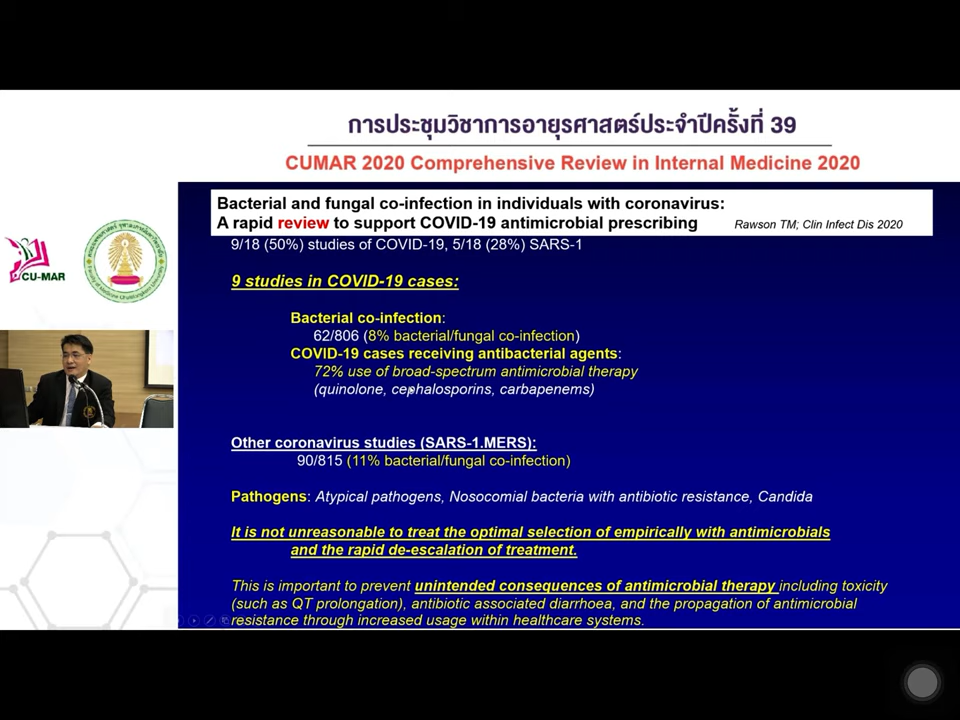 การประชุมวิชาการอายุรศาสตร์ประจำปีครั้งที่ 39
CUMAR 2020 Comprehensive Review in Internal Medicine 2020
Bacterial and fungal co-infection in individuals with coronavirus:
A rapid review to support COVID-19 antimicrobial prescribing Rawson TM; Clin Infect Dis 2020
9/18 (50%) studies of COVID-19, 5/18 (28%) SARS-1
CU-MAR
9 studies in COVID-19 cases:
Bacterial co-infection:
62/806 (8% bacterial/fungal co-infection)
COVID-19 cases receiving antibacterial agents:
72% use of broad-spectrum antimicrobial therapy
(quinolone, cephalosporins, carbapenems)
Other coronavirus studies (SARS-1.MERS):
90/815 (11% bacterial/fungal co-infection)
Pathogens: Atypical pathogens, Nosocomial bacteria with antibiotic resistance, Candida
It is not unreasonable to treat the optimal selection of empirically with antimicrobials
and the rapid de-escalation of treatment.
This is important to prevent unintended consequences of antimicrobial therapy including toxicity
(such as QT prolongation), antibiotic associated diarrhoea, and the propagation of antimicrobial
resistance through increased usage within healthcare systems.